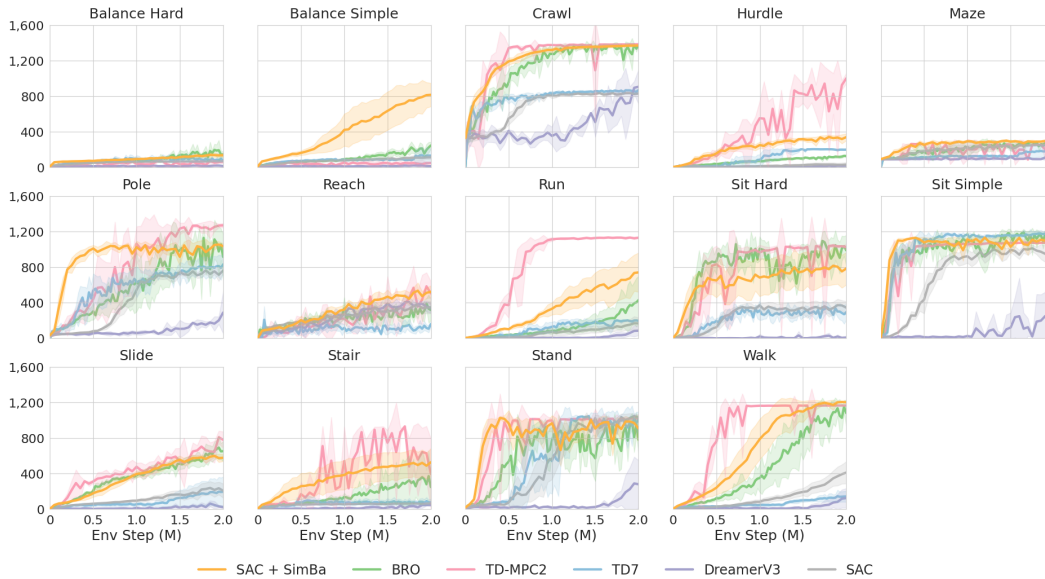 Balance Hard Balance Simple Crawl Hurdle Maze
1,600
1,200
800
400
0
Pole Reach Run Sit Hard Sit Simple
1,600
1,200
800
400
0
Slide Stair Stand Walk
1,600
1,200
800
400
0
0 0.5 1.0 1.5 2.0 0 0.5 1.0 1.5 2.0 0 0.5 1.0 1.5 2.0 0 0.5 1.0 1.5 2.0
Env Step (M) Env Step (M) Env Step (M) Env Step (M)
SAC + SimBa BRO TD-MPC2 TD7 DreamerV3 SAC